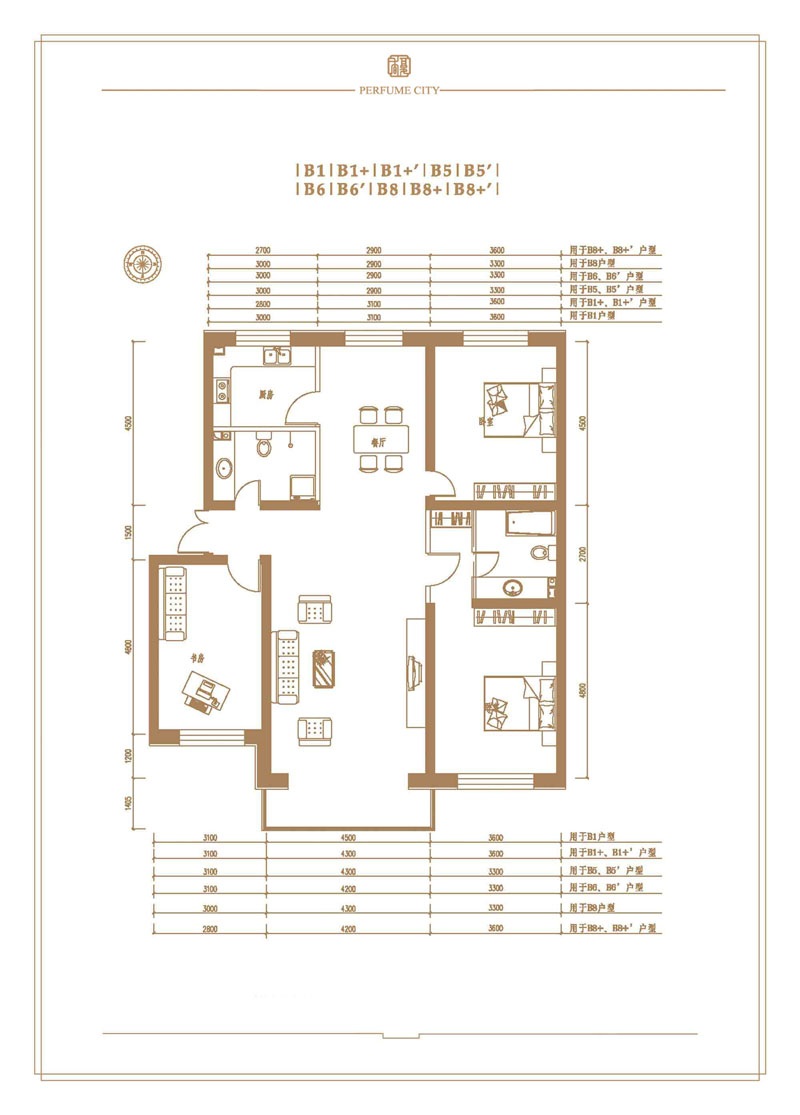 PERFUME CITY
|B1|B1+|B1+′|B5|B5′|
|B6|B6′|B8|B8+|B8+′|
2700 2900 3600 用于B8+、B8+′户型
3000 2900 3300 用于B8户型
3000 2900 3300 用于B6、B6′户型
3000 2900 3300 用于B5、B5′户型
2800 3100 3600 用于B1+、B1+′户型
3000 3100 3600 用于B1户型
4500
1500
4800
1200
1405
厨房
餐厅
卧室
书房
4500
2700
4800
3100 4500 3600 用于B1户型
3100 4300 3600 用于B1+、B1+′户型
3100 4300 3300 用于B5、B5′户型
3100 4200 3300 用于B6、B6′户型
3000 4300 3300 用于B8户型
2800 4200 3600 用于B8+、B8+′户型